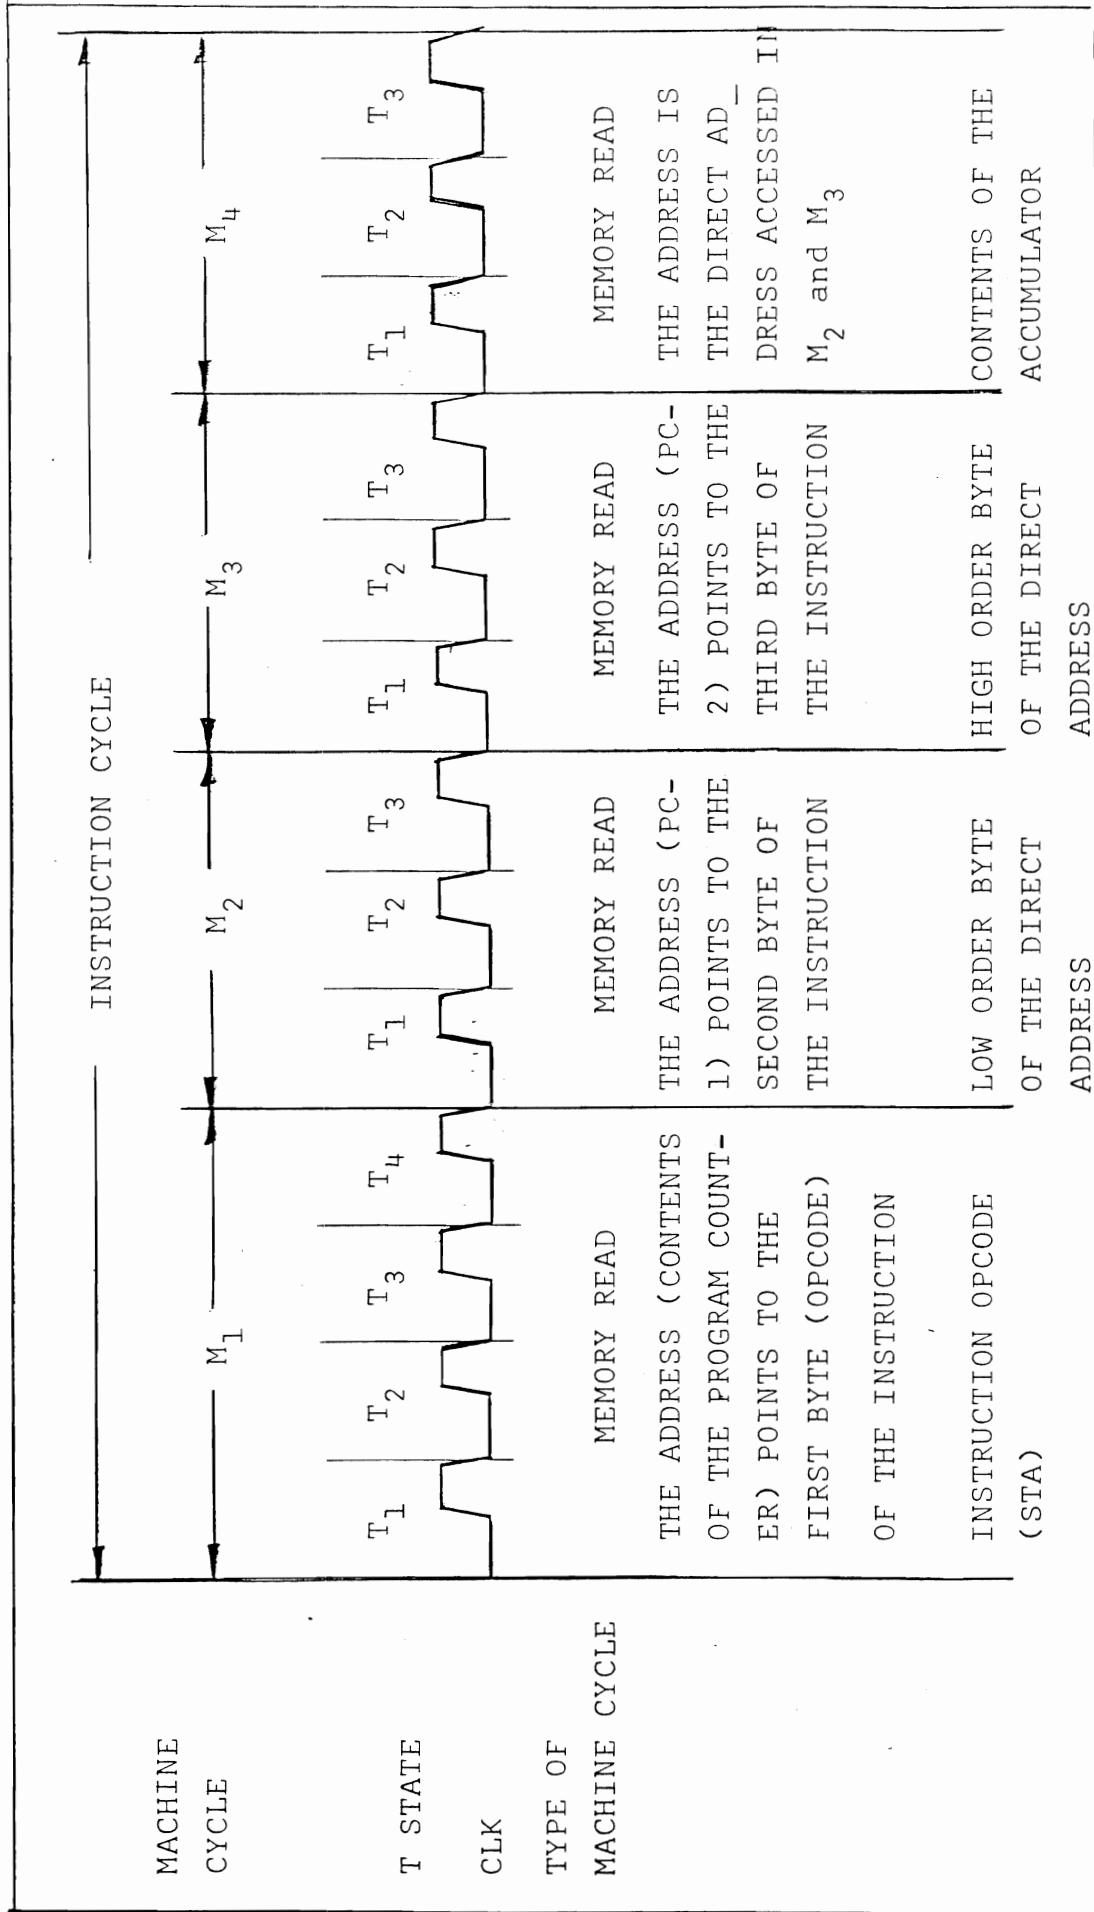 INSTRUCTION CYCLE
MACHINE
CYCLE
M1
M2
M3
M4
T STATE
T1 T2 T3 T4 T1 T2 T3 T1 T2 T3 T1 T2 T3
CLK
TYPE OF
MACHINE CYCLE
MEMORY READ
THE ADDRESS (CONTENTS
OF THE PROGRAM COUNT-
ER) POINTS TO THE
FIRST BYTE (OPCODE)
OF THE INSTRUCTION
INSTRUCTION OPCODE
(STA)
MEMORY READ
THE ADDRESS (PC-
1) POINTS TO THE
SECOND BYTE OF
THE INSTRUCTION
LOW ORDER BYTE
OF THE DIRECT
ADDRESS
MEMORY READ
THE ADDRESS (PC-
2) POINTS TO THE
THIRD BYTE OF
THE INSTRUCTION
HIGH ORDER BYTE
OF THE DIRECT
ADDRESS
MEMORY READ
THE ADDRESS IS
THE DIRECT AD_
DRESS ACCESSED IN
M2 and M3
CONTENTS OF THE
ACCUMULATOR